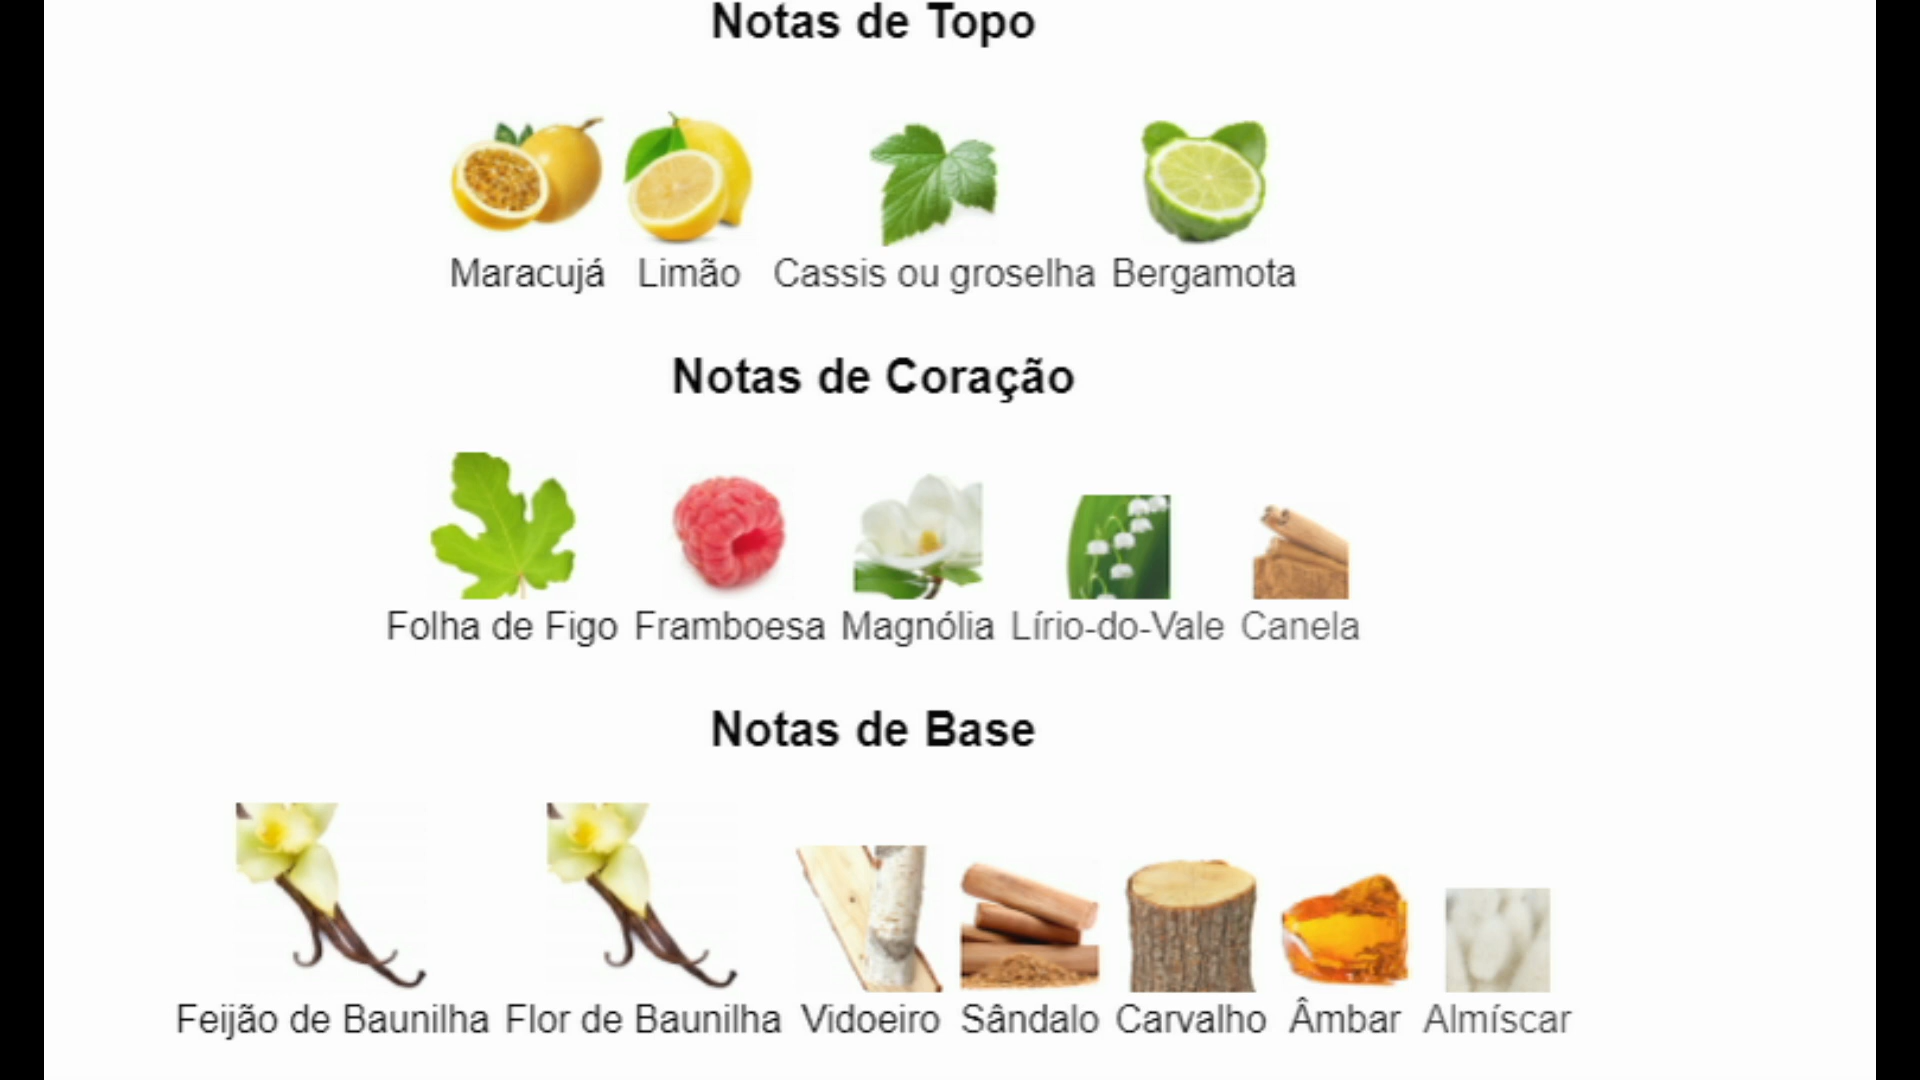 Notas de Topo
Maracujá Limão Cassis ou groselha Bergamota
Notas de Coração
Folha de Figo Framboesa Magnólia Lírio-do-Vale Canela
Notas de Base
Feijão de Baunilha Flor de Baunilha Vidoeiro Sândalo Carvalho Âmbar Almíscar